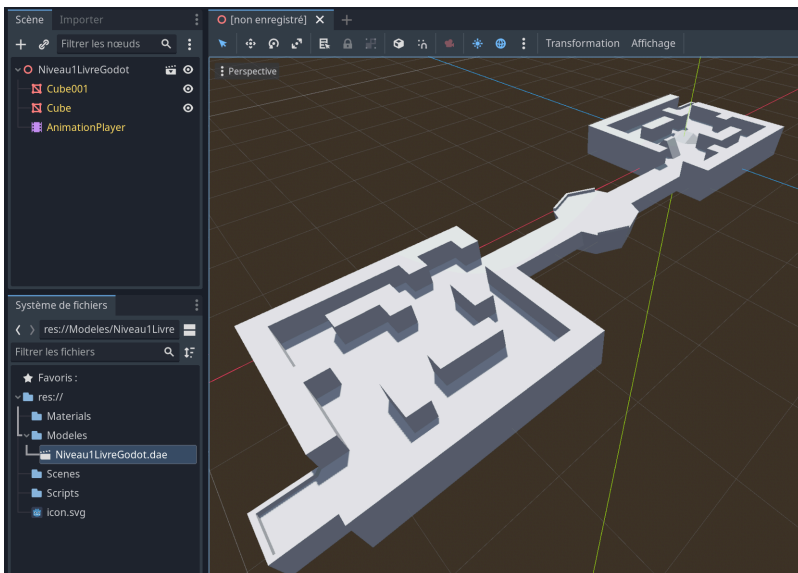 Scène Importer
Filtrer les nœuds
Niveau1LivreGodot
Cube001
Cube
AnimationPlayer
[non enregistré]
Transformation Affichage
Perspective
Système de fichiers
res://Modeles/Niveau1Livre
Filtrer les fichiers
Favoris :
res://
Materials
Modeles
Niveau1LivreGodot.dae
Scenes
Scripts
icon.svg